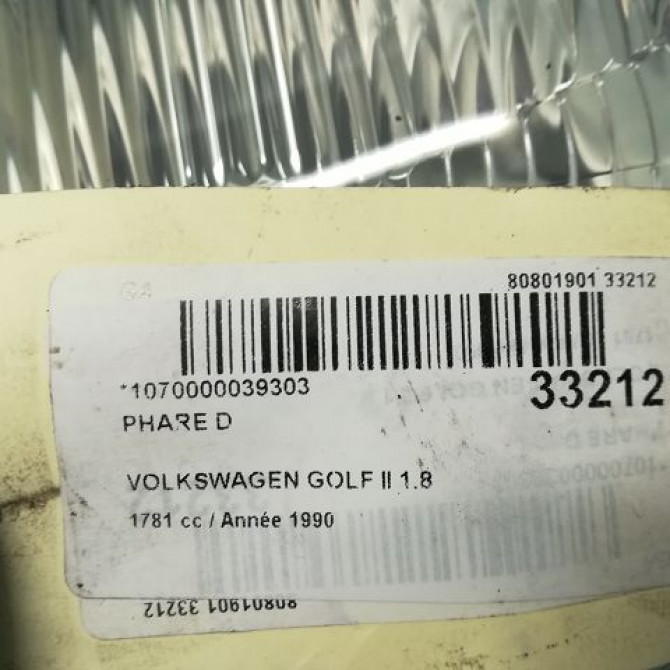 80801901 33212
*1070000039303
33212
PHARE D
VOLKSWAGEN GOLF II 1.8
1781 cc / Année 1990
80801901 33212